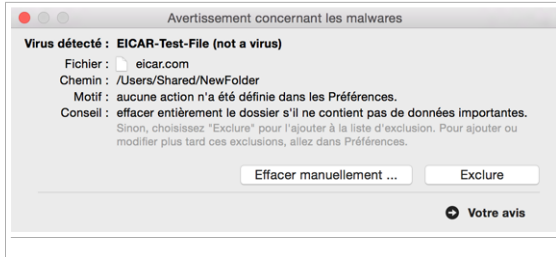 Avertissement concernant les malwares
Virus détecté : EICAR-Test-File (not a virus)
Fichier : eicar.com
Chemin : /Users/Shared/NewFolder
Motif : aucune action n'a été définie dans les Préférences.
Conseil : effacer entièrement le dossier s'il ne contient pas de données importantes.
Sinon, choisissez "Exclure" pour l'ajouter à la liste d'exclusion. Pour ajouter ou
modifier plus tard ces exclusions, allez dans Préférences.
Effacer manuellement ... Exclure
Votre avis